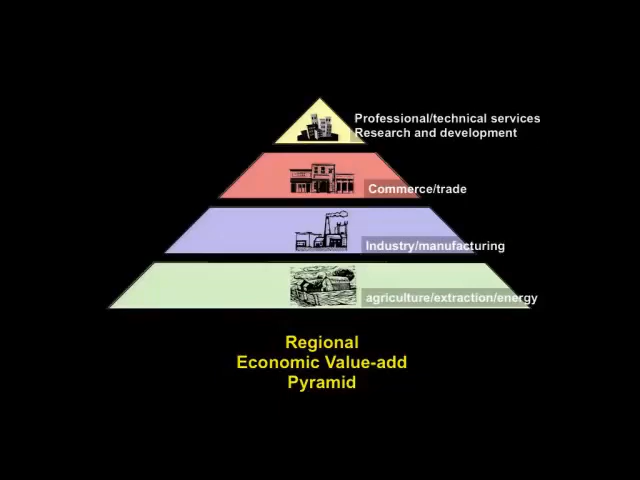 Professional/technical services
Research and development
Commerce/trade
Industry/manufacturing
agriculture/extraction/energy
Regional
Economic Value-add
Pyramid